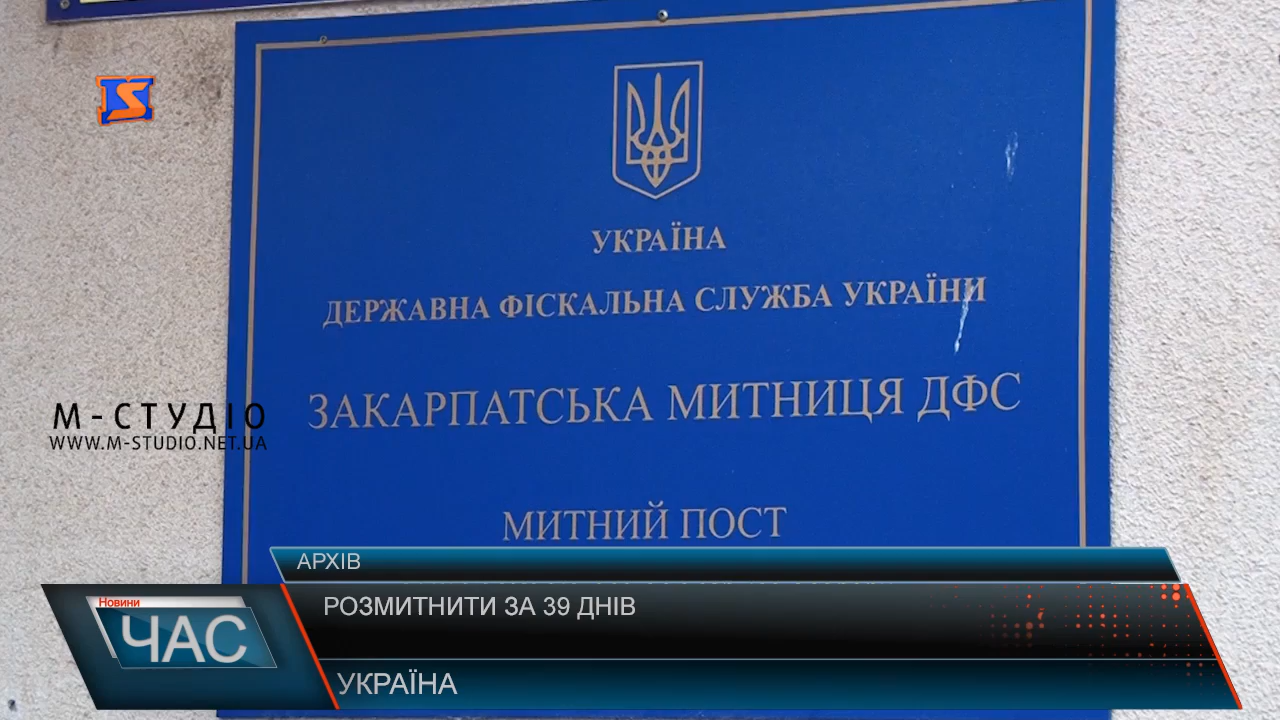 УКРАЇНА
ДЕРЖАВНА ФІСКАЛЬНА СЛУЖБА УКРАЇНИ
ЗАКАРПАТСЬКА МИТНИЦЯ ДФС
М-СТУДІО
WWW.M-STUDIO.NET.UA
МИТНИЙ ПОСТ
АРХІВ
Новини
ЧАС
РОЗМИТНИТИ ЗА 39 ДНІВ
УКРАЇНА